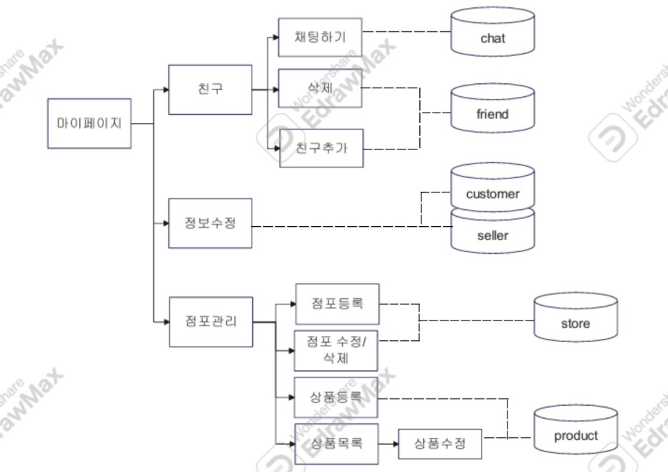 채팅하기
chat
친구
삭제
friend
마이페이지
친구추가
customer
정보수정
seller
점포등록
store
점포관리
점포 수정/
삭제
상품등록
product
상품목록
상품수정
Wondershare
EdrawMax